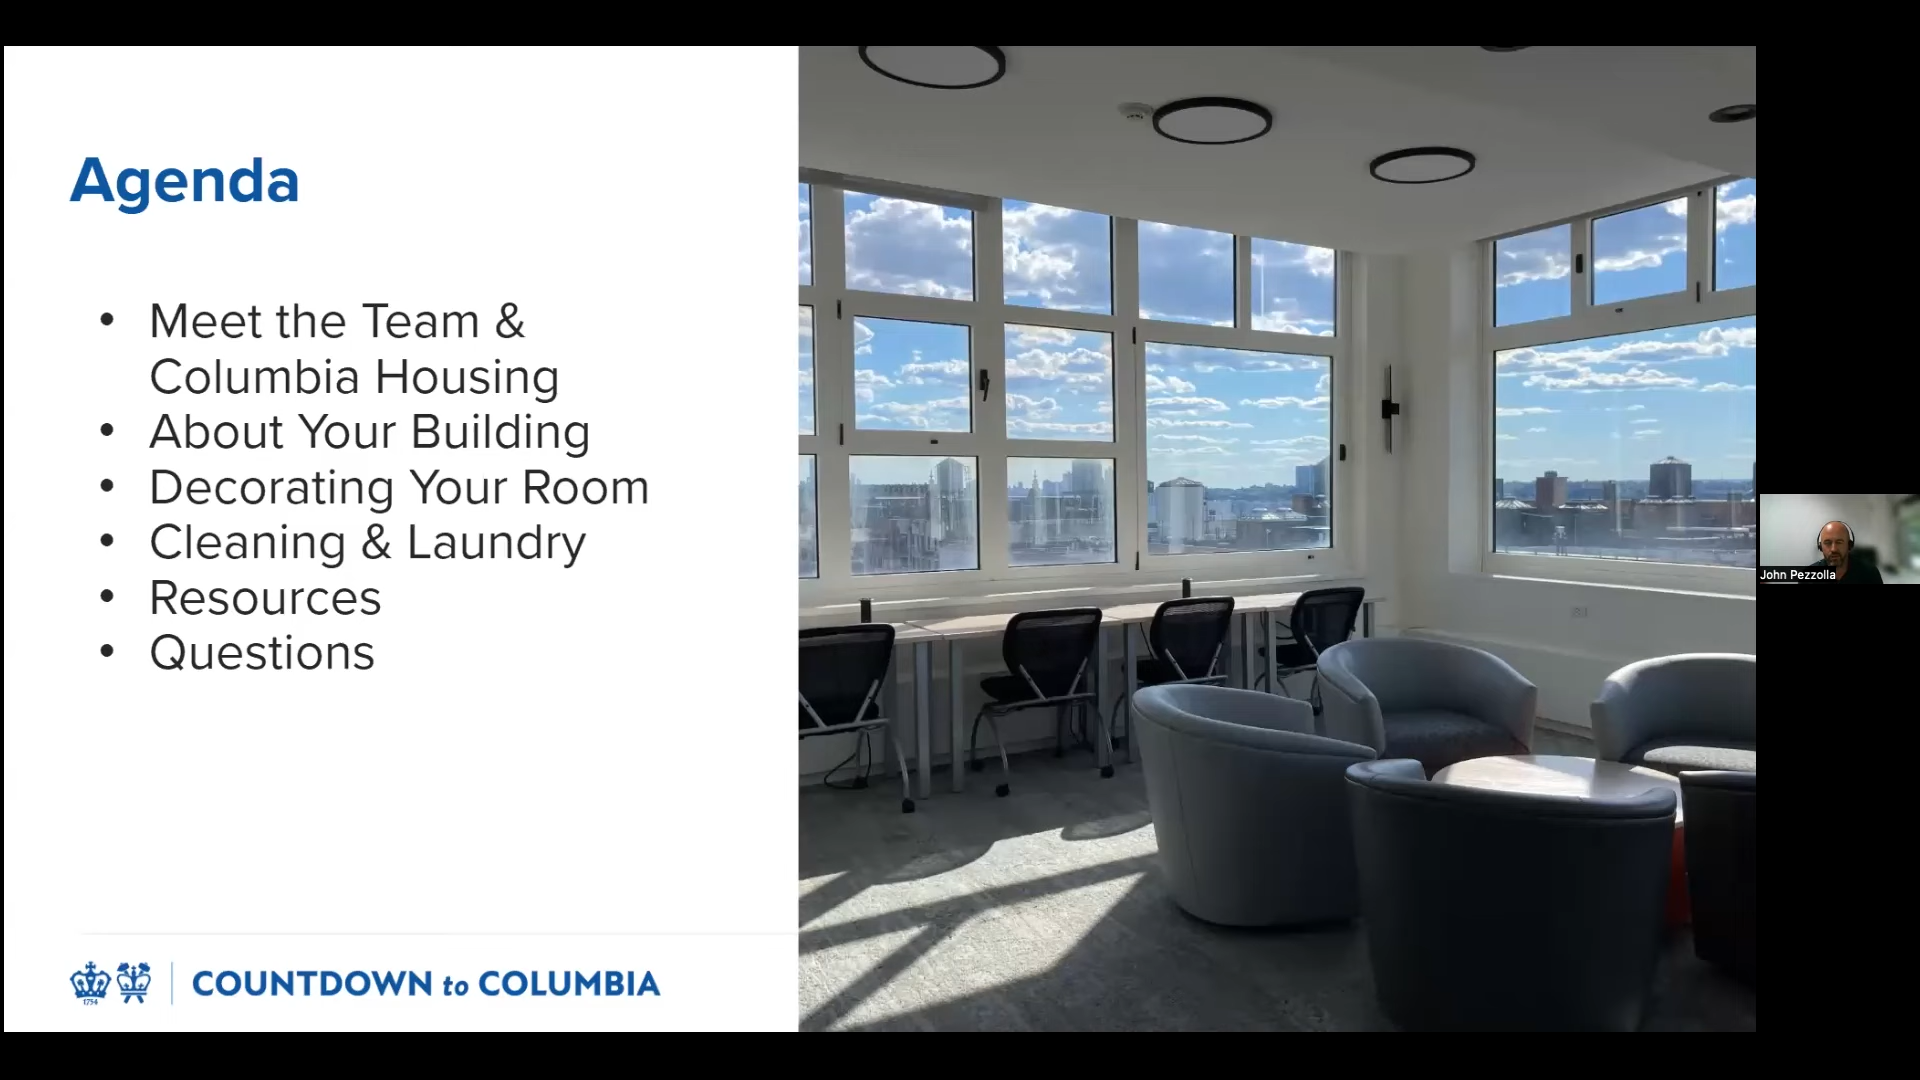 Agenda
• Meet the Team &
Columbia Housing
• About Your Building
• Decorating Your Room
• Cleaning & Laundry
• Resources
• Questions
1754
COUNTDOWN to COLUMBIA
John Pezzolla